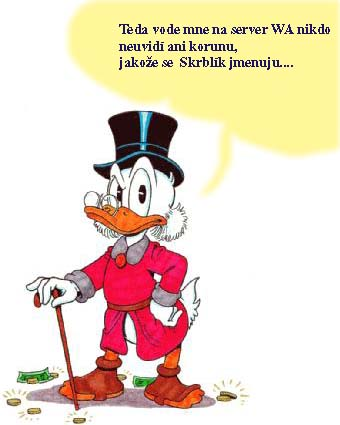 Teda vode mne na server WA nikdo
neuvidí ani korunu,
jakože se Skrblík jmenuju....